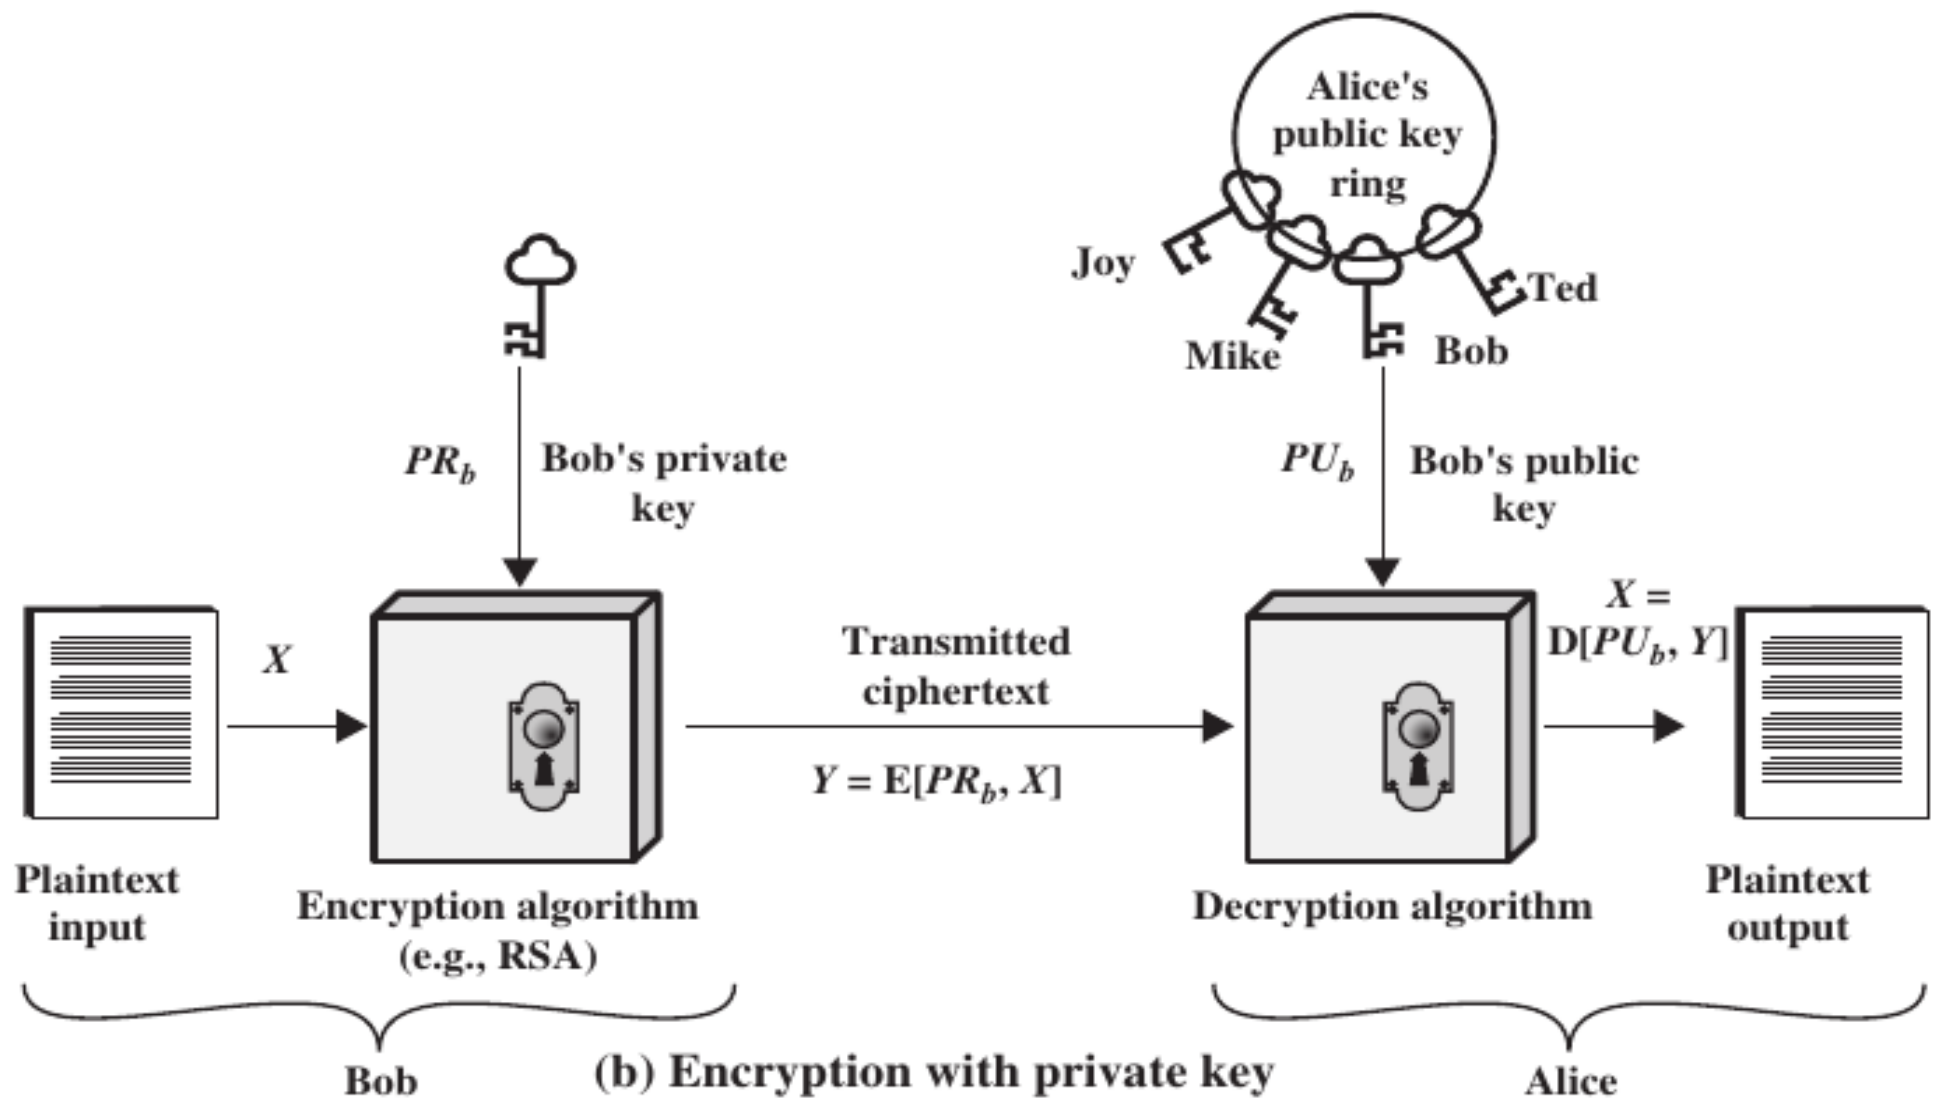 Alice's
public key
ring
Joy
Mike
Bob
Ted
PR_b
Bob's private
key
PU_b
Bob's public
key
X
Transmitted
ciphertext
Y = E[PR_b, X]
X =
D[PU_b, Y]
Plaintext
input
Encryption algorithm
(e.g., RSA)
Decryption algorithm
Plaintext
output
Bob
(b) Encryption with private key
Alice